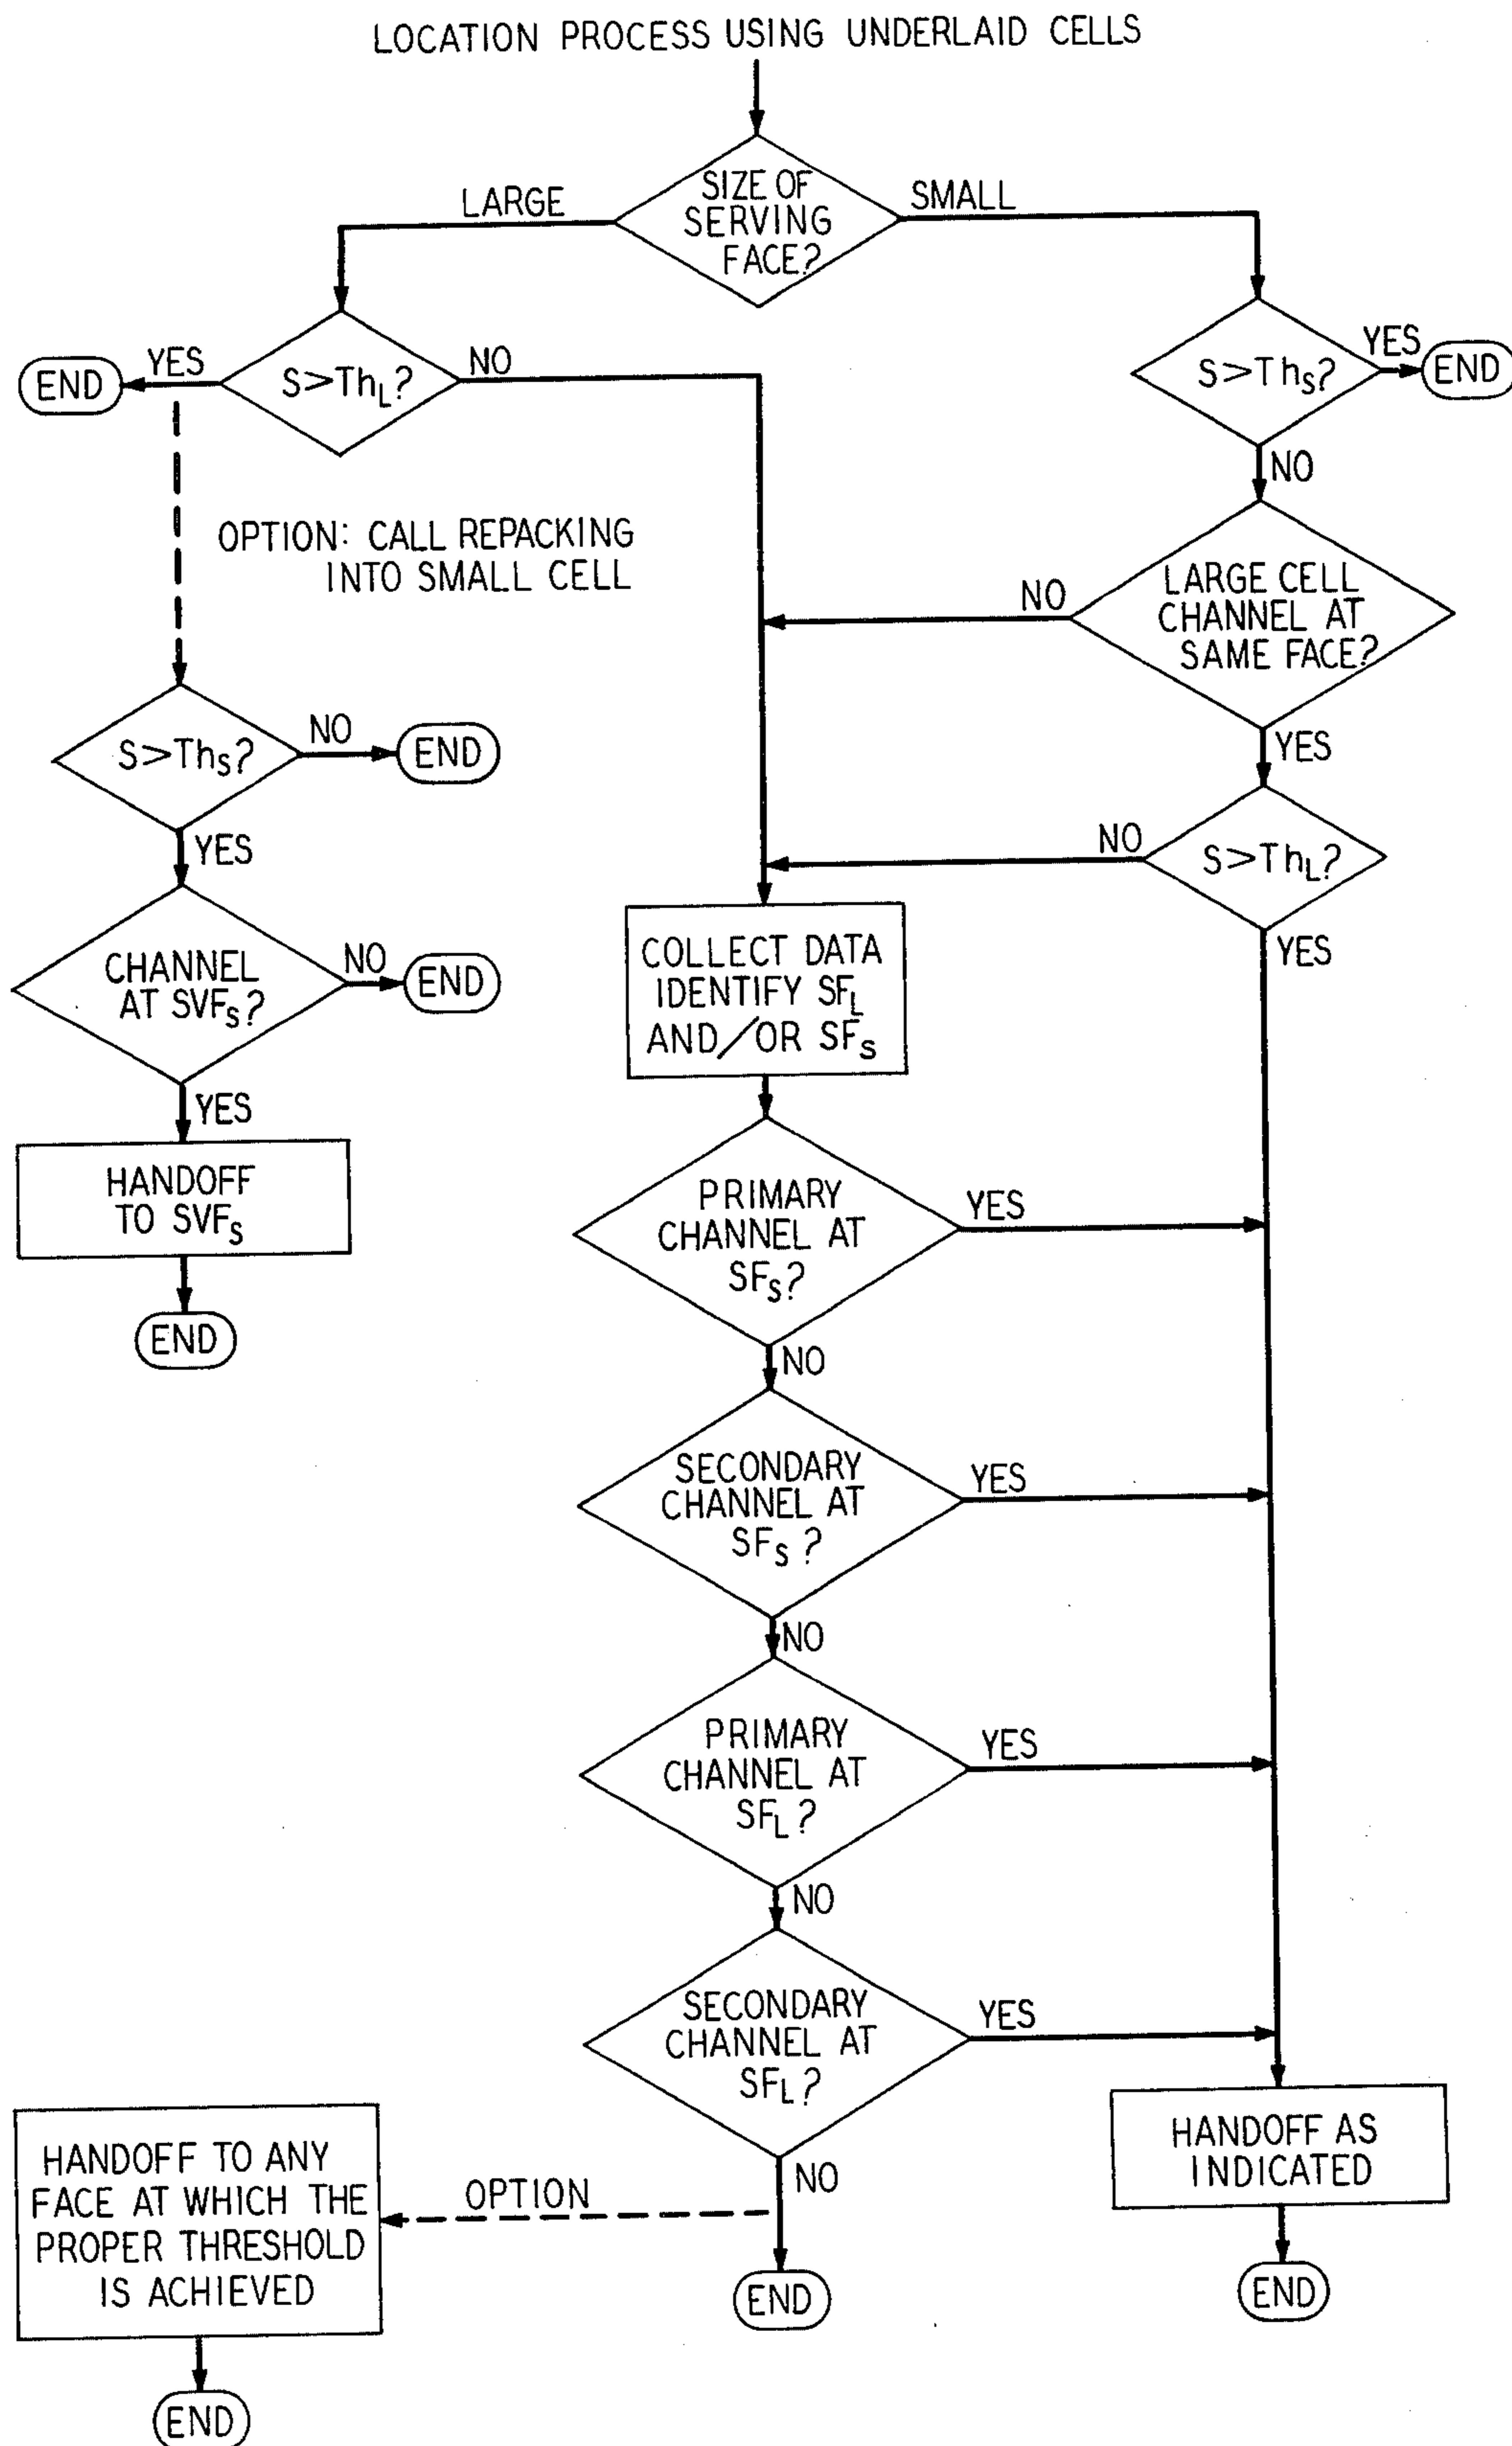 LOCATION PROCESS USING UNDERLAID CELLS
SIZE OF
SERVING
FACE?
LARGE
SMALL
S>ThL?
YES
END
NO
S>ThS?
YES
END
NO
OPTION: CALL REPACKING
INTO SMALL CELL
LARGE CELL
CHANNEL AT
SAME FACE?
NO
YES
S>ThS?
NO
END
YES
S>ThL?
NO
YES
CHANNEL
AT SVFS?
NO
END
YES
COLLECT DATA
IDENTIFY SFL
AND/OR SFS
HANDOFF
TO SVFS
END
PRIMARY
CHANNEL AT
SFS?
YES
NO
SECONDARY
CHANNEL AT
SFS?
YES
NO
PRIMARY
CHANNEL AT
SFL?
YES
NO
SECONDARY
CHANNEL AT
SFL?
YES
NO
OPTION
HANDOFF TO ANY
FACE AT WHICH THE
PROPER THRESHOLD
IS ACHIEVED
END
END
HANDOFF AS
INDICATED
END